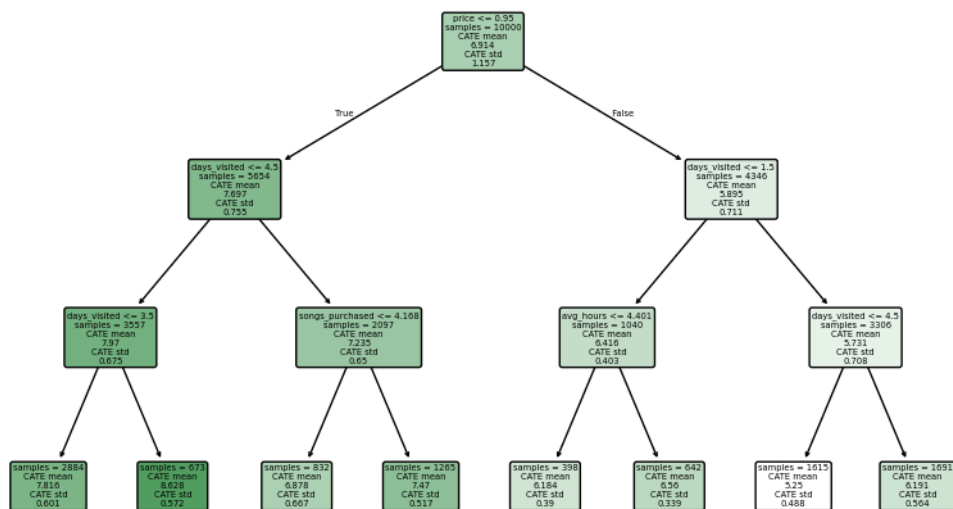 price <= 0.95
samples = 10000
CATE mean
6.914
CATE std
1.157
True
False
days_visited <= 4.5
samples = 5654
CATE mean
7.697
CATE std
0.755
days_visited <= 1.5
samples = 4346
CATE mean
5.895
CATE std
0.711
days_visited <= 3.5
samples = 3557
CATE mean
7.97
CATE std
0.675
songs_purchased <= 4.168
samples = 2097
CATE mean
7.235
CATE std
0.65
avg_hours <= 4.401
samples = 1040
CATE mean
6.416
CATE std
0.403
days_visited <= 4.5
samples = 3306
CATE mean
5.731
CATE std
0.708
samples = 2884
CATE mean
7.816
CATE std
0.601
samples = 673
CATE mean
8.628
CATE std
0.572
samples = 832
CATE mean
6.878
CATE std
0.667
samples = 1265
CATE mean
7.47
CATE std
0.517
samples = 398
CATE mean
6.184
CATE std
0.39
samples = 642
CATE mean
6.56
CATE std
0.339
samples = 1615
CATE mean
5.25
CATE std
0.488
samples = 1691
CATE mean
6.191
CATE std
0.564